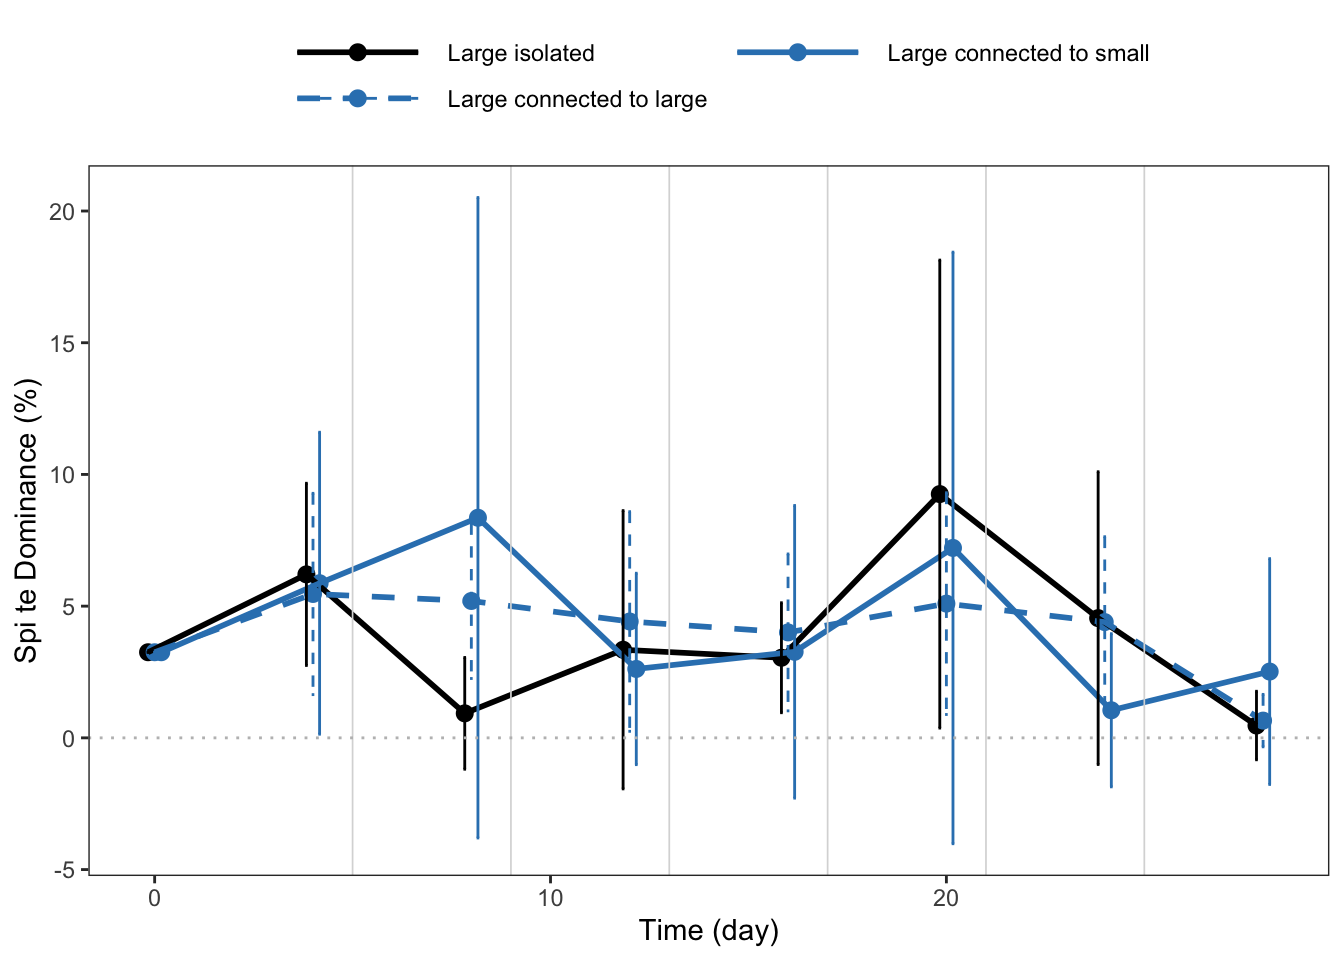 Large isolated
Large connected to small
Large connected to large
20
15
10
5
0
-5
Spi te Dominance (%)
0
10
20
Time (day)